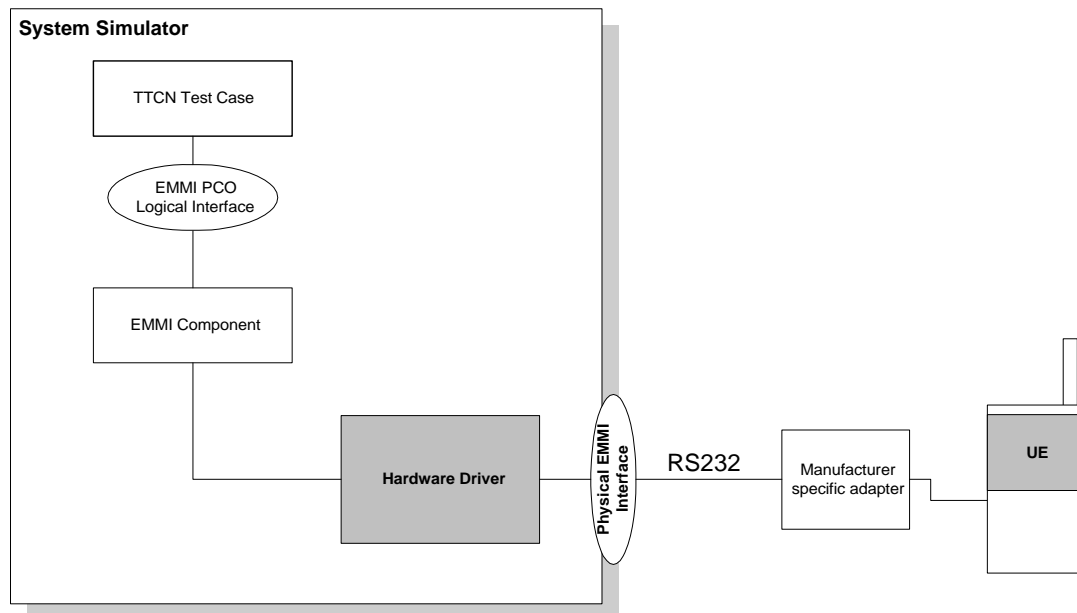 System Simulator
TTCN Test Case
EMMI PCO
Logical Interface
EMMI Component
Hardware Driver
Physical EMMI
Interface
RS232
Manufacturer
specific adapter
UE